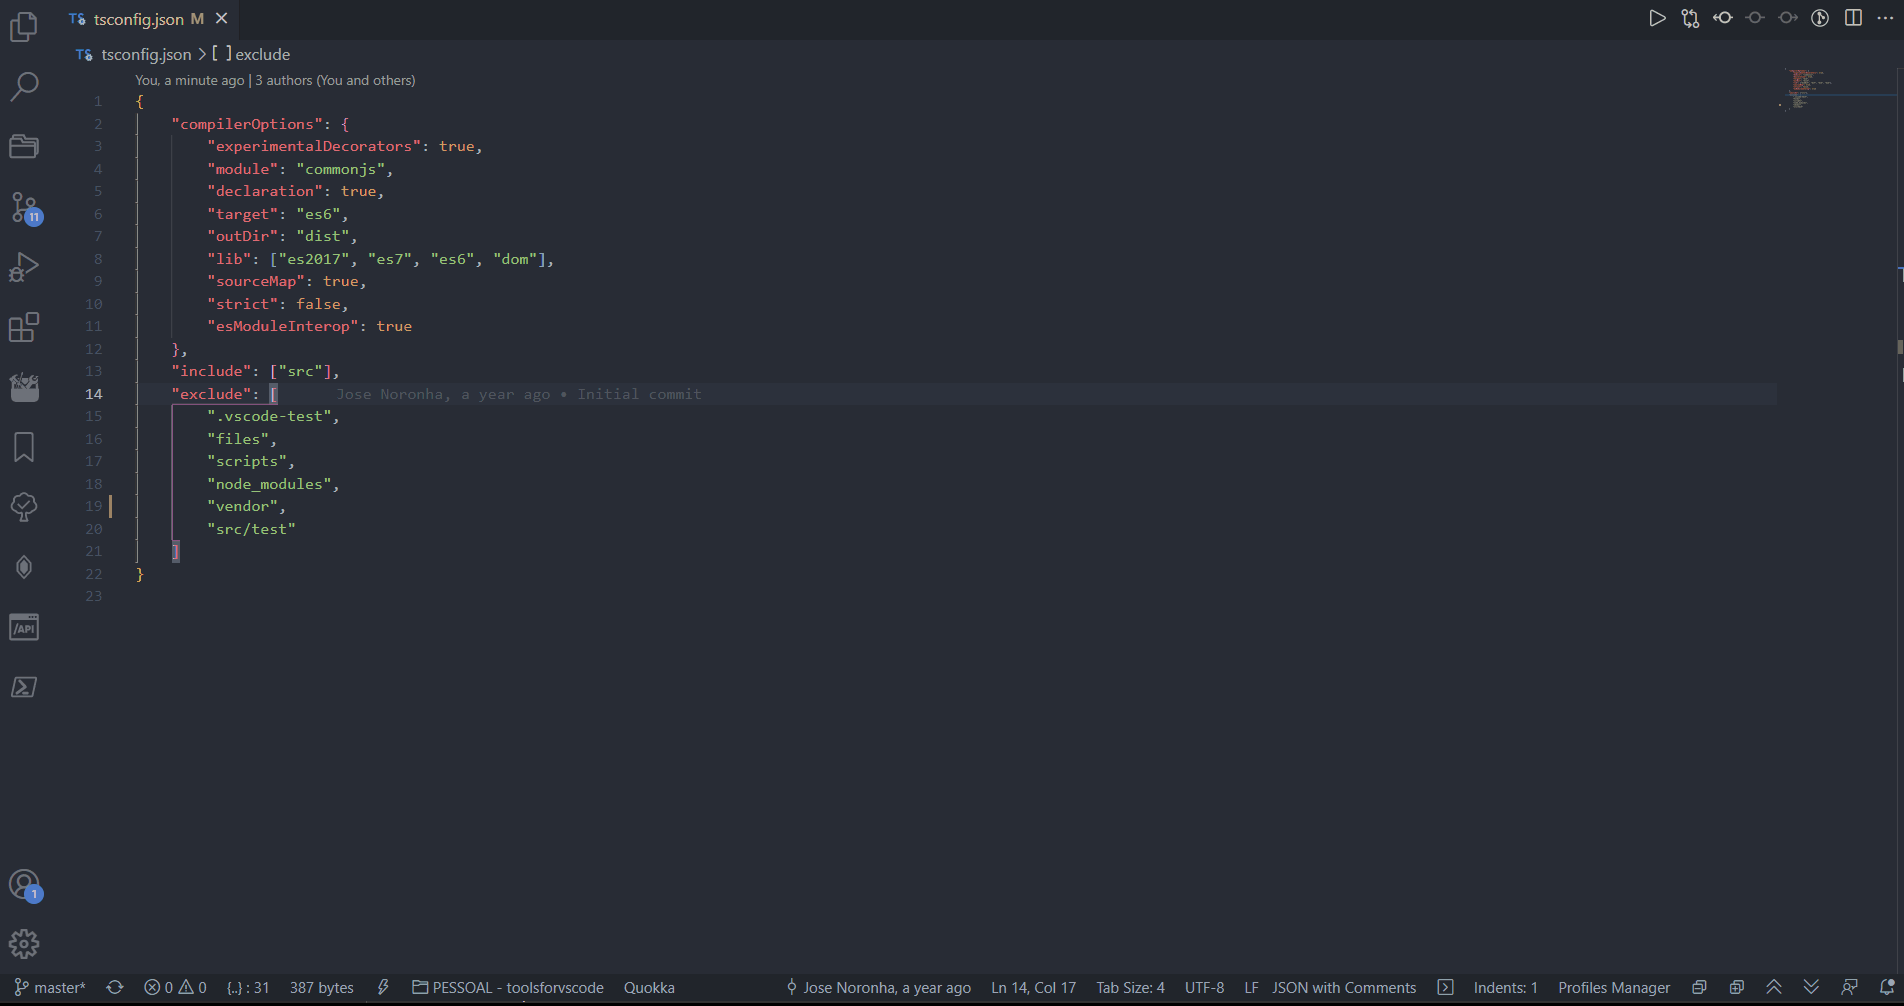 tsconfig.json M
tsconfig.json > [ ] exclude
You, a minute ago | 3 authors (You and others)
1 {
2 "compilerOptions": {
3 "experimentalDecorators": true,
4 "module": "commonjs",
5 "declaration": true,
6 "target": "es6",
7 "outDir": "dist",
8 "lib": ["es2017", "es7", "es6", "dom"],
9 "sourceMap": true,
10 "strict": false,
11 "esModuleInterop": true
12 },
13 "include": ["src"],
14 "exclude": [ Jose Noronha, a year ago • Initial commit
15 ".vscode-test",
16 "files",
17 "scripts",
18 "node_modules",
19 "vendor",
20 "src/test"
21 ]
22 }
23
11
/API
1
master* 0 0 {..} : 31 387 bytes PESSOAL - toolsforvscode Quokka Jose Noronha, a year ago Ln 14, Col 17 Tab Size: 4 UTF-8 LF JSON with Comments Indents: 1 Profiles Manager